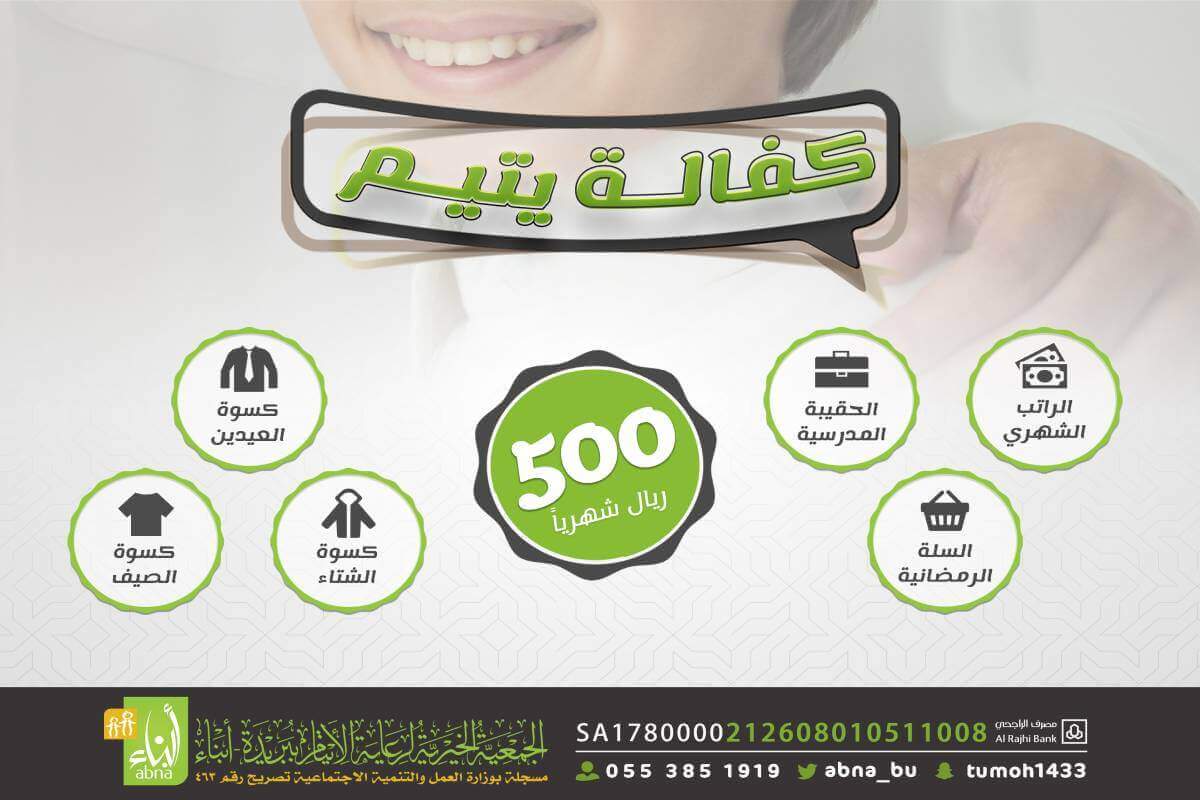 كفالة يتيم
الراتب
الشهري
الحقيبة
المدرسية
السلة
الرمضانية
500
ريال شهرياً
كسوة
العيدين
كسوة
الشتاء
كسوة
الصيف
مصرف الراجحي
Al Rajhi Bank
SA1780000212608010511008
055 385 1919 abna_bu tumoh1433
الجمعية الخيرية لرعاية الأيتام ببريدة - أبناء
مسجلة بوزارة العمل والتنمية الاجتماعية تصريح رقم ٤٦٣
أبناء
abna